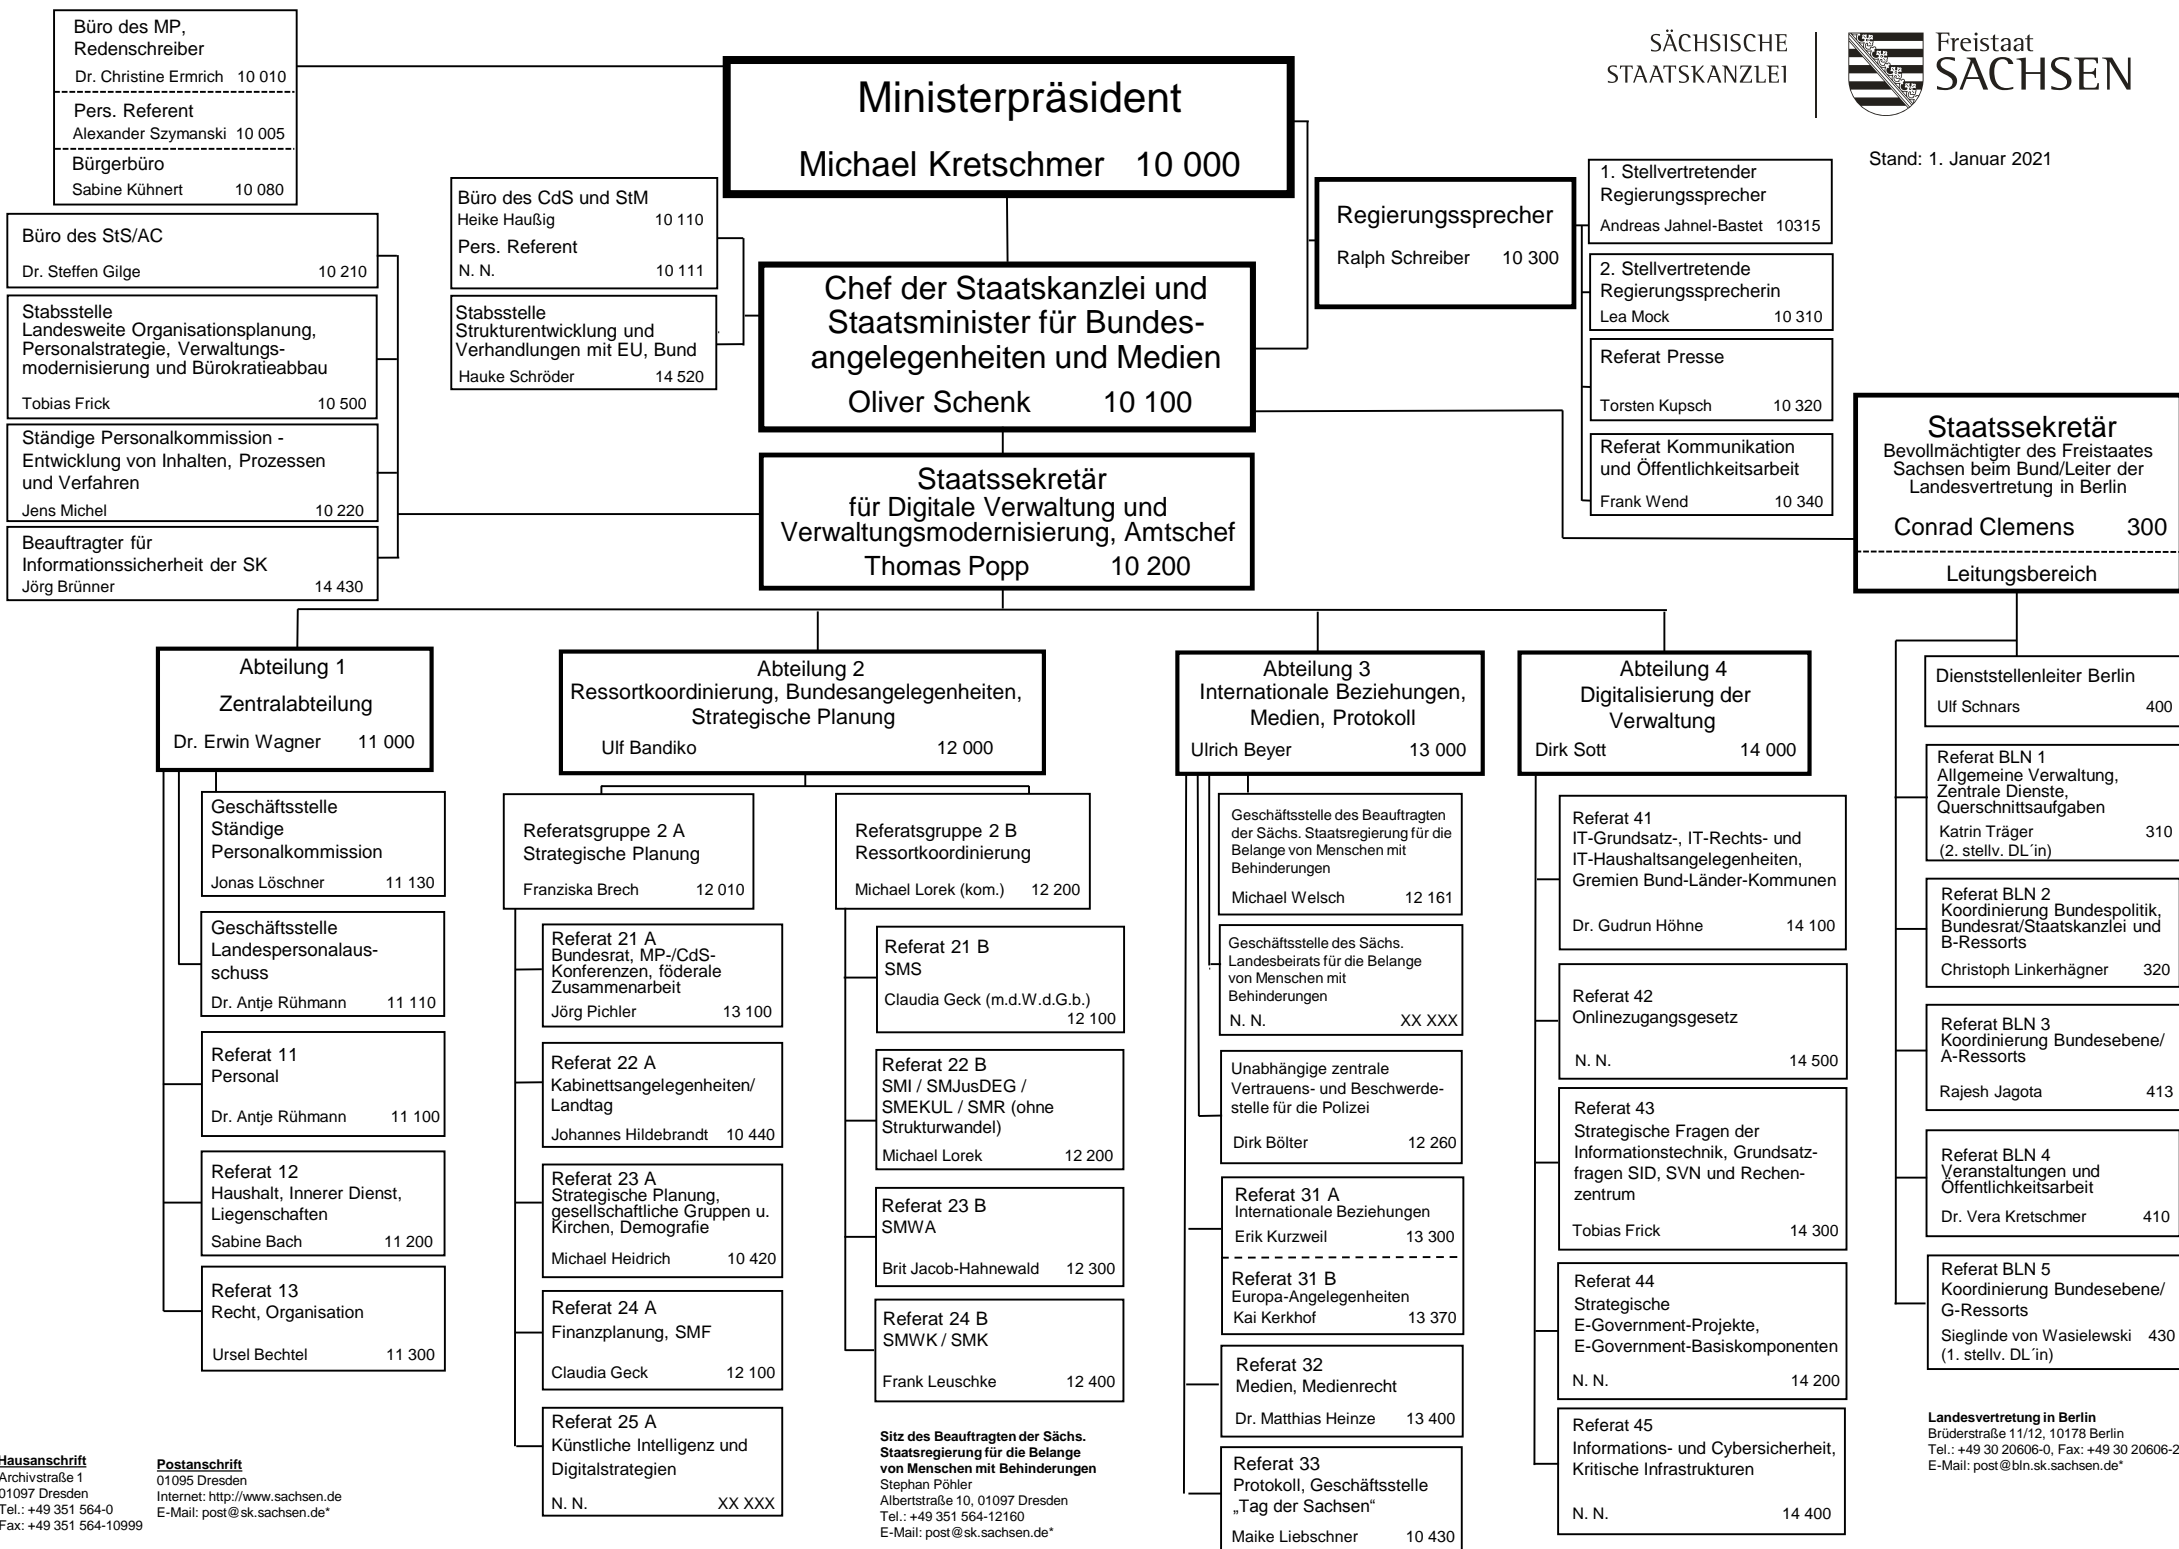 Büro des MP,
Redenschreiber
Dr. Christine Ermrich 10 010
Pers. Referent
Alexander Szymanski 10 005
Bürgerbüro
Sabine Kühnert 10 080
Ministerpräsident
Michael Kretschmer 10 000
SÄCHSISCHE
STAATSKANZLEI
Freistaat
SACHSEN
Stand: 1. Januar 2021
Büro des StS/AC
Dr. Steffen Gilge 10 210
Stabsstelle
Landesweite Organisationsplanung,
Personalstrategie, Verwaltungs-
modernisierung und Bürokratieabbau
Tobias Frick 10 500
Ständige Personalkommission -
Entwicklung von Inhalten, Prozessen
und Verfahren
Jens Michel 10 220
Beauftragter für
Informationssicherheit der SK
Jörg Brünner 14 430
Büro des CdS und StM
Heike Haußig 10 110
Pers. Referent
N. N. 10 111
Stabsstelle
Strukturentwicklung und
Verhandlungen mit EU, Bund
Hauke Schröder 14 520
Chef der Staatskanzlei und
Staatsminister für Bundes-
angelegenheiten und Medien
Oliver Schenk 10 100
Staatssekretär
für Digitale Verwaltung und
Verwaltungsmodernisierung, Amtschef
Thomas Popp 10 200
Regierungssprecher
Ralph Schreiber 10 300
1. Stellvertretender
Regierungssprecher
Andreas Jahnel-Bastet 10315
2. Stellvertretende
Regierungssprecherin
Lea Mock 10 310
Referat Presse
Torsten Kupsch 10 320
Referat Kommunikation
und Öffentlichkeitsarbeit
Frank Wend 10 340
Staatssekretär
Bevollmächtigter des Freistaates
Sachsen beim Bund/Leiter der
Landesvertretung in Berlin
Conrad Clemens 300
Leitungsbereich
Abteilung 1
Zentralabteilung
Dr. Erwin Wagner 11 000
Geschäftsstelle
Ständige
Personalkommission
Jonas Löschner 11 130
Geschäftsstelle
Landespersonalaus-
schuss
Dr. Antje Rühmann 11 110
Referat 11
Personal
Dr. Antje Rühmann 11 100
Referat 12
Haushalt, Innerer Dienst,
Liegenschaften
Sabine Bach 11 200
Referat 13
Recht, Organisation
Ursel Bechtel 11 300
Abteilung 2
Ressortkoordinierung, Bundesangelegenheiten,
Strategische Planung
Ulf Bandiko 12 000
Referatsgruppe 2 A
Strategische Planung
Franziska Brech 12 010
Referat 21 A
Bundesrat, MP-/CdS-
Konferenzen, föderale
Zusammenarbeit
Jörg Pichler 13 100
Referat 22 A
Kabinettsangelegenheiten/
Landtag
Johannes Hildebrandt 10 440
Referat 23 A
Strategische Planung,
gesellschaftliche Gruppen u.
Kirchen, Demografie
Michael Heidrich 10 420
Referat 24 A
Finanzplanung, SMF
Claudia Geck 12 100
Referat 25 A
Künstliche Intelligenz und
Digitalstrategien
N. N. XX XXX
Referatsgruppe 2 B
Ressortkoordinierung
Michael Lorek (kom.) 12 200
Referat 21 B
SMS
Claudia Geck (m.d.W.d.G.b.)
12 100
Referat 22 B
SMI / SMJusDEG /
SMEKUL / SMR (ohne
Strukturwandel)
Michael Lorek 12 200
Referat 23 B
SMWA
Brit Jacob-Hahnewald 12 300
Referat 24 B
SMWK / SMK
Frank Leuschke 12 400
Abteilung 3
Internationale Beziehungen,
Medien, Protokoll
Ulrich Beyer 13 000
Geschäftsstelle des Beauftragten
der Sächs. Staatsregierung für die
Belange von Menschen mit
Behinderungen
Michael Welsch 12 161
Geschäftsstelle des Sächs.
Landesbeirats für die Belange
von Menschen mit
Behinderungen
N. N. XX XXX
Unabhängige zentrale
Vertrauens- und Beschwerde-
stelle für die Polizei
Dirk Bölter 12 260
Referat 31 A
Internationale Beziehungen
Erik Kurzweil 13 300
Referat 31 B
Europa-Angelegenheiten
Kai Kerkhof 13 370
Referat 32
Medien, Medienrecht
Dr. Matthias Heinze 13 400
Referat 33
Protokoll, Geschäftsstelle
„Tag der Sachsen“
Maike Liebschner 10 430
Abteilung 4
Digitalisierung der
Verwaltung
Dirk Sott 14 000
Referat 41
IT-Grundsatz-, IT-Rechts- und
IT-Haushaltsangelegenheiten,
Gremien Bund-Länder-Kommunen
Dr. Gudrun Höhne 14 100
Referat 42
Onlinezugangsgesetz
N. N. 14 500
Referat 43
Strategische Fragen der
Informationstechnik, Grundsatz-
fragen SID, SVN und Rechen-
zentrum
Tobias Frick 14 300
Referat 44
Strategische
E-Government-Projekte,
E-Government-Basiskomponenten
N. N. 14 200
Referat 45
Informations- und Cybersicherheit,
Kritische Infrastrukturen
N. N. 14 400
Dienststellenleiter Berlin
Ulf Schnars 400
Referat BLN 1
Allgemeine Verwaltung,
Zentrale Dienste,
Querschnittsaufgaben
Katrin Träger 310
(2. stellv. DL´in)
Referat BLN 2
Koordinierung Bundespolitik,
Bundesrat/Staatskanzlei und
B-Ressorts
Christoph Linkerhägner 320
Referat BLN 3
Koordinierung Bundesebene/
A-Ressorts
Rajesh Jagota 413
Referat BLN 4
Veranstaltungen und
Öffentlichkeitsarbeit
Dr. Vera Kretschmer 410
Referat BLN 5
Koordinierung Bundesebene/
G-Ressorts
Sieglinde von Wasielewski 430
(1. stellv. DL´in)
Hausanschrift
Archivstraße 1
01097 Dresden
Tel.: +49 351 564-0
Fax: +49 351 564-10999
Postanschrift
01095 Dresden
Internet: http://www.sachsen.de
E-Mail: post@sk.sachsen.de*
Sitz des Beauftragten der Sächs.
Staatsregierung für die Belange
von Menschen mit Behinderungen
Stephan Pöhler
Albertstraße 10, 01097 Dresden
Tel.: +49 351 564-12160
E-Mail: post@sk.sachsen.de*
Landesvertretung in Berlin
Brüderstraße 11/12, 10178 Berlin
Tel.: +49 30 20606-0, Fax: +49 30 20606-2
E-Mail: post@bln.sk.sachsen.de*